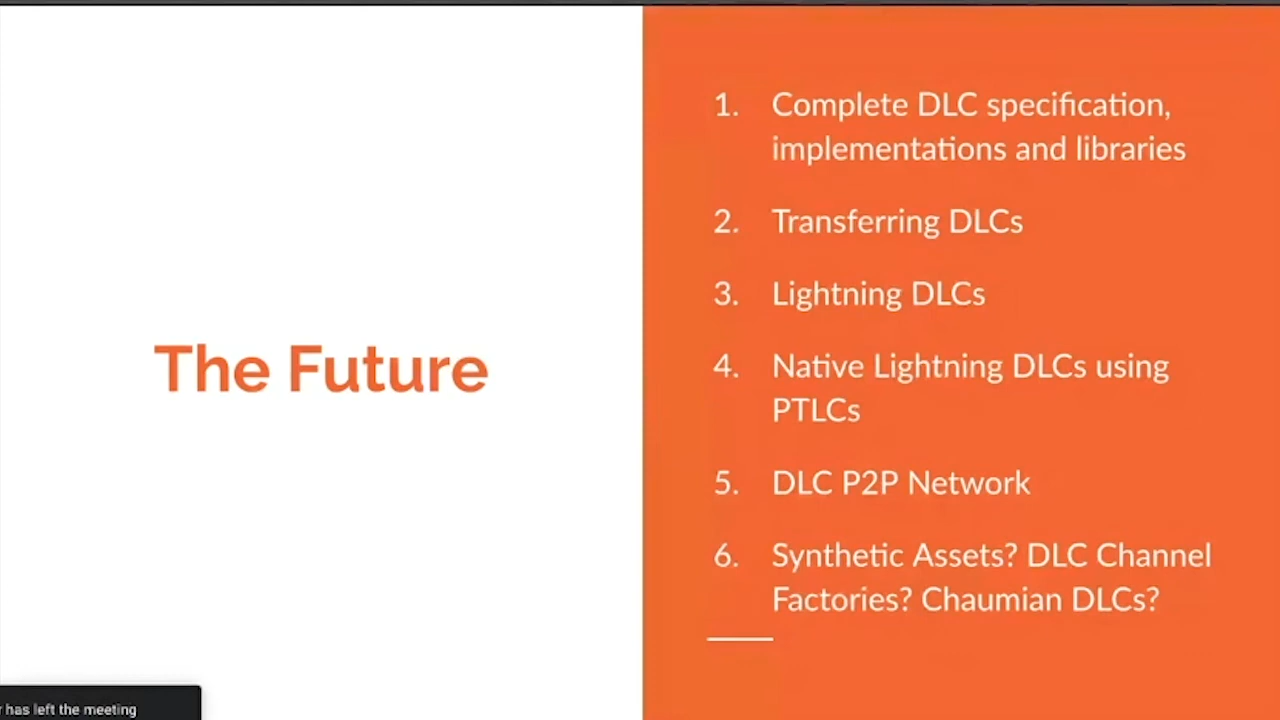 The Future
1. Complete DLC specification,
implementations and libraries
2. Transferring DLCs
3. Lightning DLCs
4. Native Lightning DLCs using
PTLCs
5. DLC P2P Network
6. Synthetic Assets? DLC Channel
Factories? Chaumian DLCs?
has left the meeting